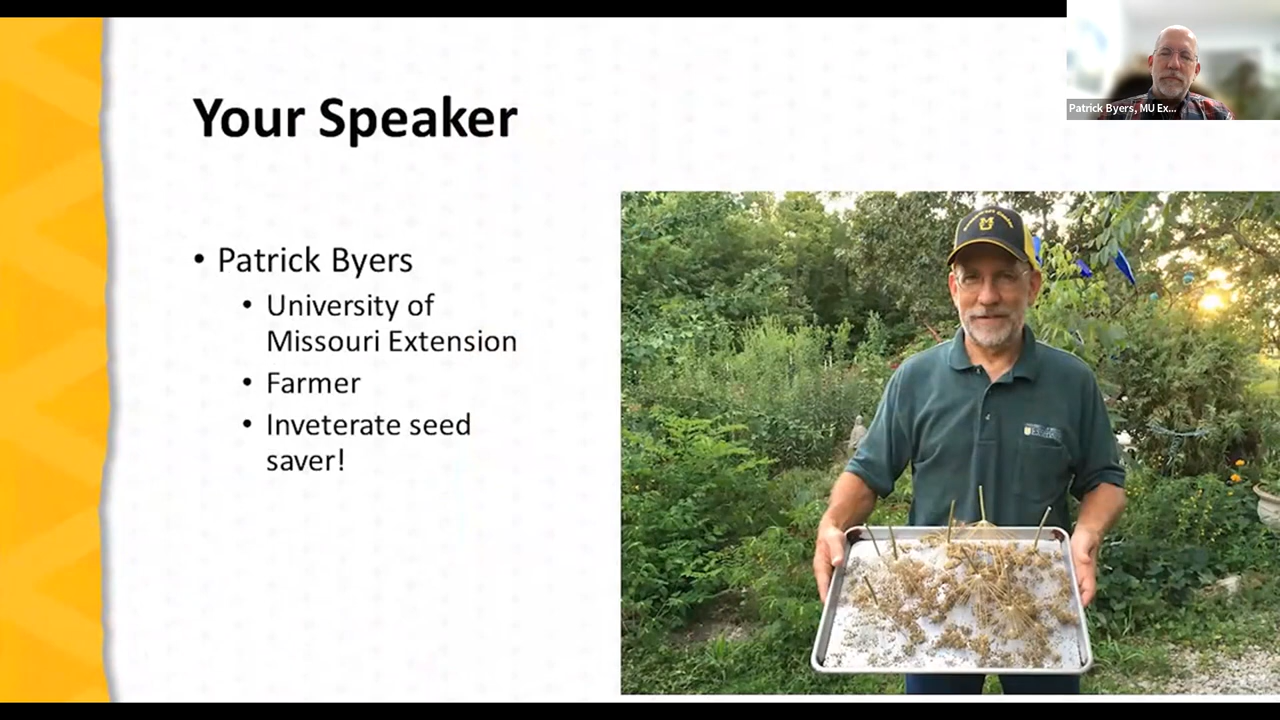 Your Speaker
Patrick Byers, MU Ex...
• Patrick Byers
• University of
Missouri Extension
• Farmer
• Inveterate seed
saver!